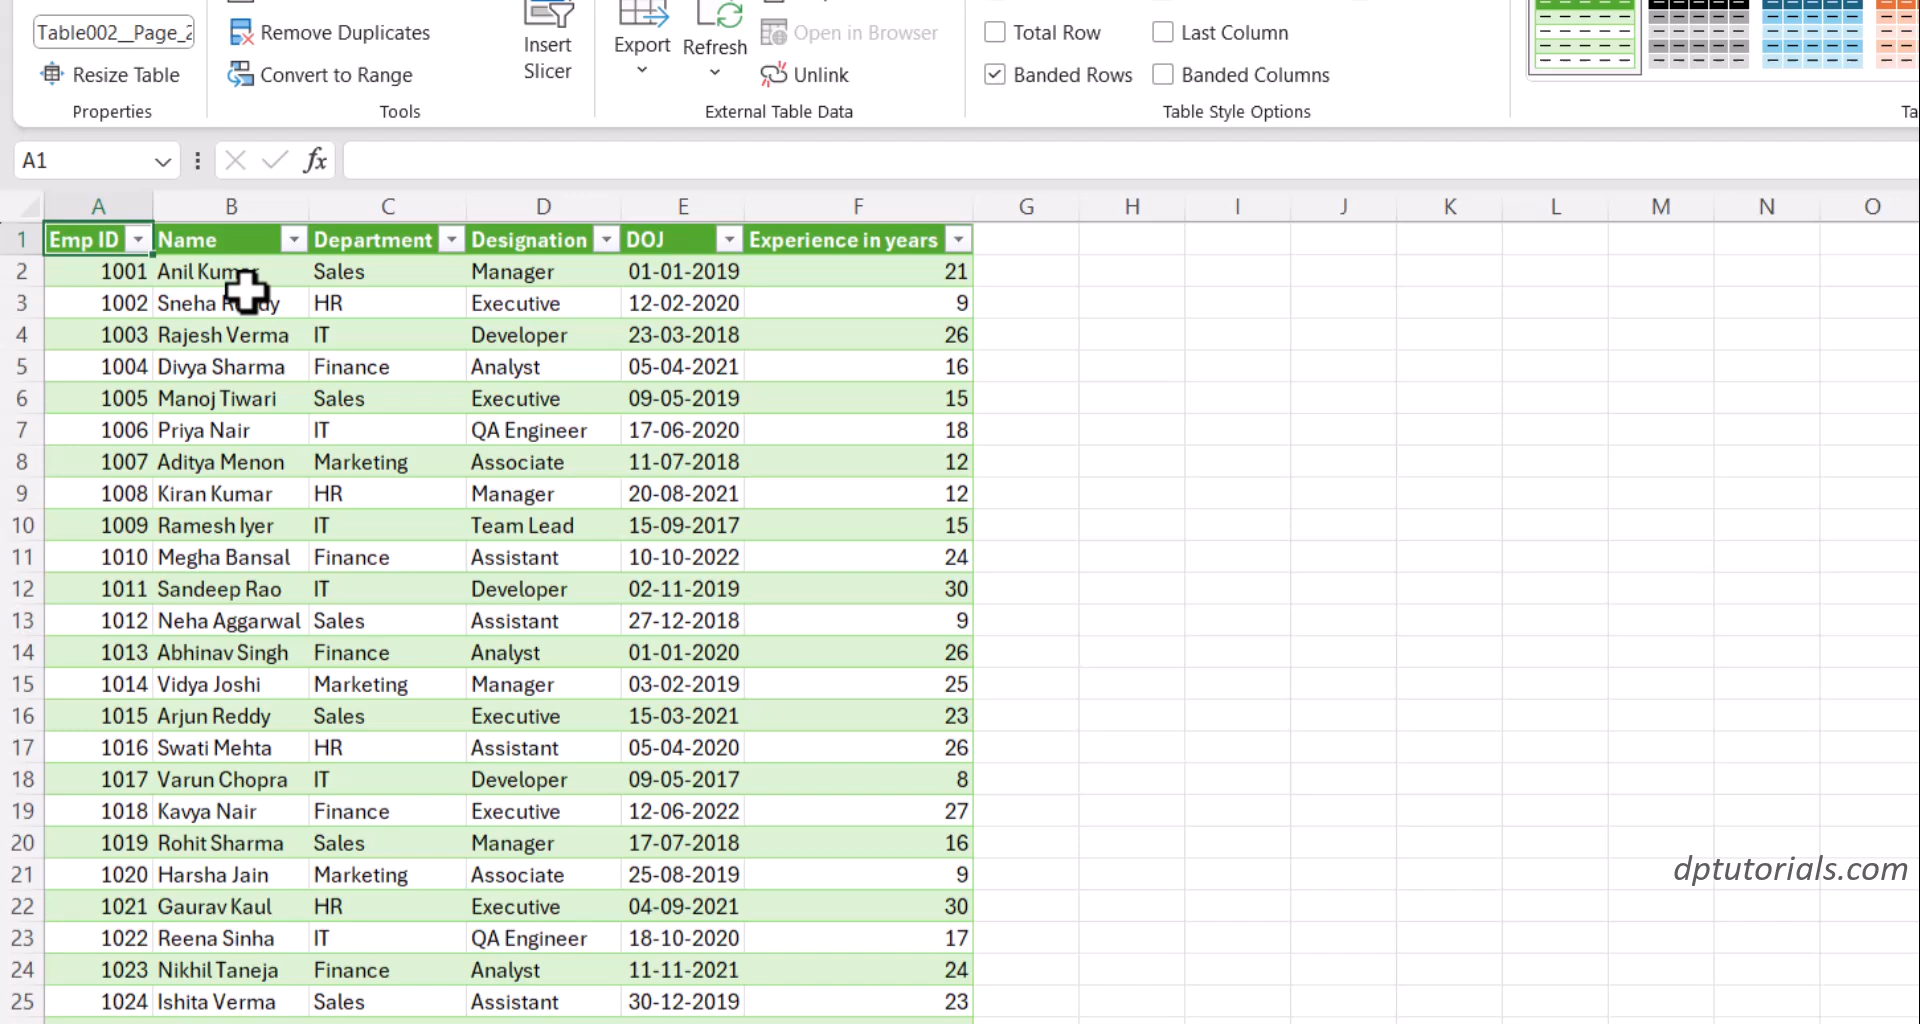 Table002__Page_2
Resize Table
Properties
Remove Duplicates
Convert to Range
Tools
Insert
Slicer
Export
Refresh
Open in Browser
Unlink
External Table Data
Total Row
Last Column
Banded Rows
Banded Columns
Table Style Options
Ta
A1
fx
A B C D E F G H I J K L M N O
1 Emp ID Name Department Designation DOJ Experience in years
2 1001 Anil Kumar Sales Manager 01-01-2019 21
3 1002 Sneha Reddy HR Executive 12-02-2020 9
4 1003 Rajesh Verma IT Developer 23-03-2018 26
5 1004 Divya Sharma Finance Analyst 05-04-2021 16
6 1005 Manoj Tiwari Sales Executive 09-05-2019 15
7 1006 Priya Nair IT QA Engineer 17-06-2020 18
8 1007 Aditya Menon Marketing Associate 11-07-2018 12
9 1008 Kiran Kumar HR Manager 20-08-2021 12
10 1009 Ramesh Iyer IT Team Lead 15-09-2017 15
11 1010 Megha Bansal Finance Assistant 10-10-2022 24
12 1011 Sandeep Rao IT Developer 02-11-2019 30
13 1012 Neha Aggarwal Sales Assistant 27-12-2018 9
14 1013 Abhinav Singh Finance Analyst 01-01-2020 26
15 1014 Vidya Joshi Marketing Manager 03-02-2019 25
16 1015 Arjun Reddy Sales Executive 15-03-2021 23
17 1016 Swati Mehta HR Assistant 05-04-2020 26
18 1017 Varun Chopra IT Developer 09-05-2017 8
19 1018 Kavya Nair Finance Executive 12-06-2022 27
20 1019 Rohit Sharma Sales Manager 17-07-2018 16
21 1020 Harsha Jain Marketing Associate 25-08-2019 9
22 1021 Gaurav Kaul HR Executive 04-09-2021 30
23 1022 Reena Sinha IT QA Engineer 18-10-2020 17
24 1023 Nikhil Taneja Finance Analyst 11-11-2021 24
25 1024 Ishita Verma Sales Assistant 30-12-2019 23
dptutorials.com